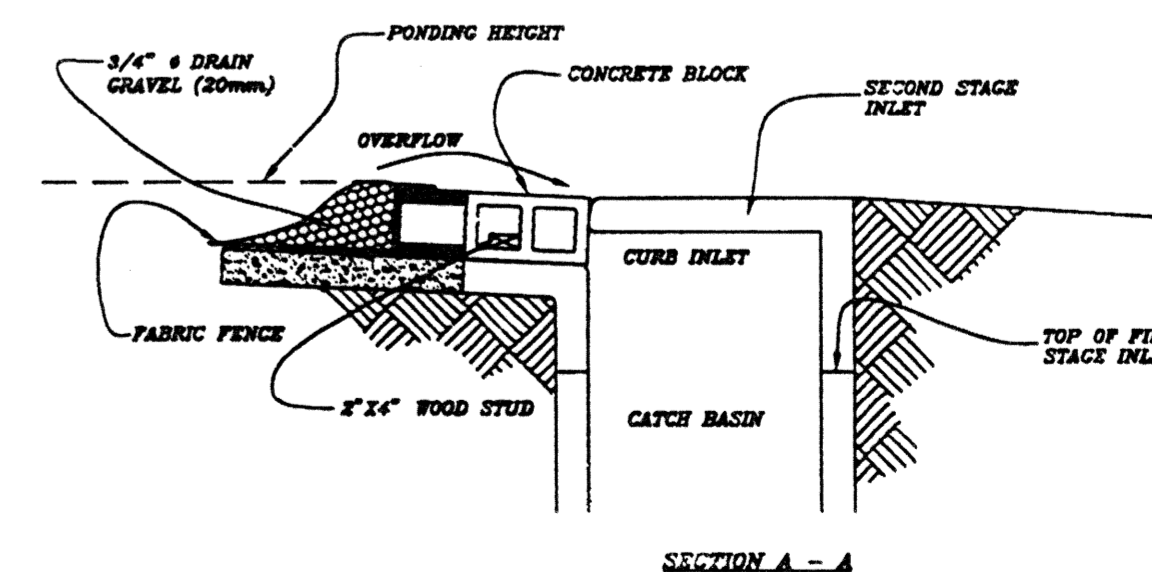 PONDING HEIGHT
3/4" ɸ DRAIN
GRAVEL (20mm)
CONCRETE BLOCK
SECOND STAGE
INLET
OVERFLOW
CURB INLET
FABRIC FENCE
TOP OF
STAGE
2"X4" WOOD STUD
CATCH BASIN
SECTION A - A